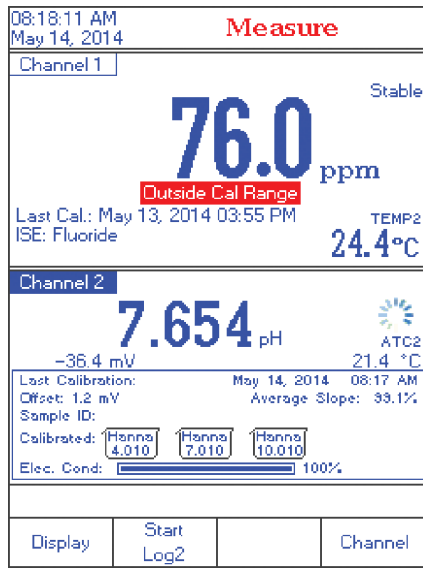 08:18:11 AM
May 14, 2014
Measure
Channel 1
Stable
76.0 ppm
Outside Cal Range
Last Cal.: May 13, 2014 03:55 PM
ISE: Fluoride
TEMP2
24.4°C
Channel 2
7.654 pH
-36.4 mV
ATC2
21.4 °C
Last Calibration: May 14, 2014 08:17 AM
Offset: 1.2 mV Average Slope: 99.1%
Sample ID:
Calibrated: Hanna 4.010 Hanna 7.010 Hanna 10.010
Elec. Cond: 100%
Display
Start Log2
Channel